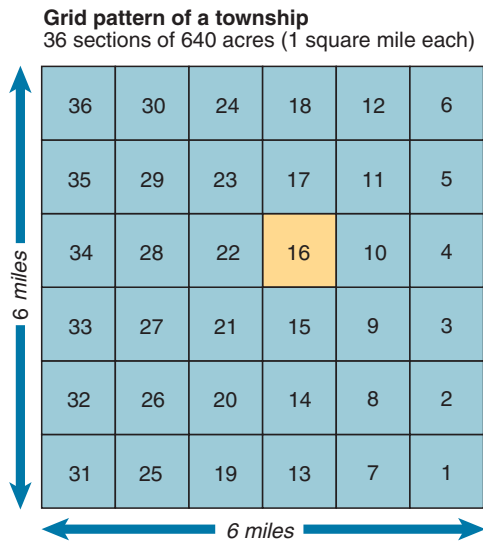 Grid pattern of a township
36 sections of 640 acres (1 square mile each)
36 30 24 18 12 6
35 29 23 17 11 5
34 28 22 16 10 4
6 miles
33 27 21 15 9 3
32 26 20 14 8 2
31 25 19 13 7 1
6 miles